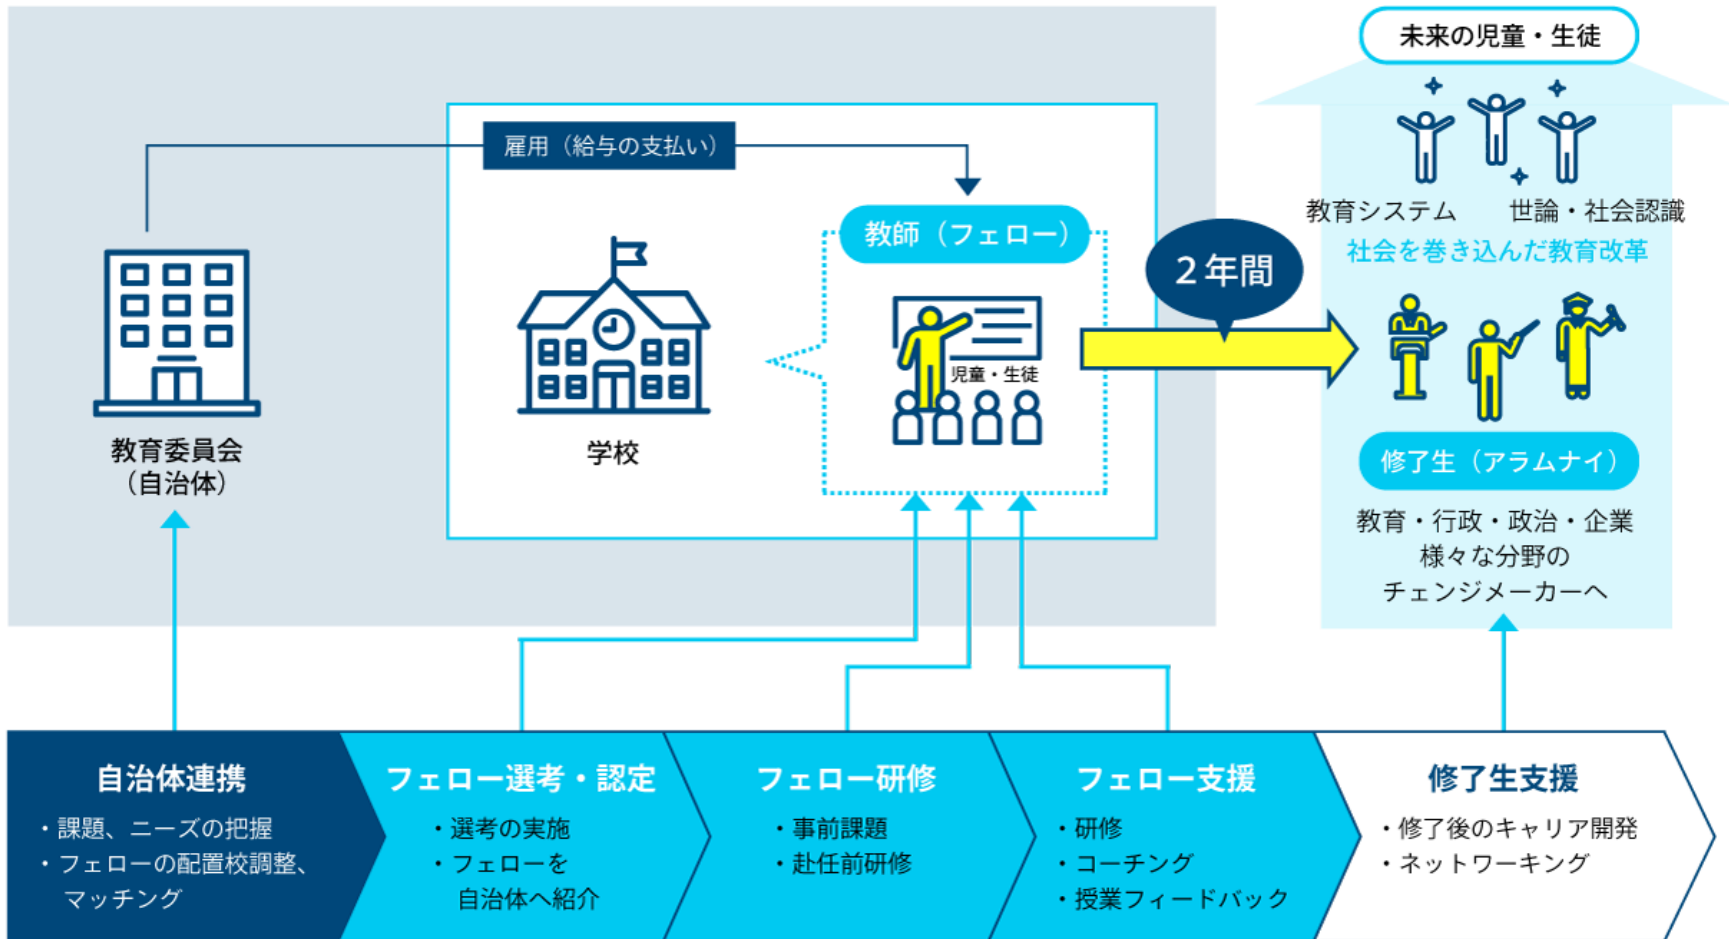 未来の児童・生徒
雇用（給与の支払い）
教師（フェロー）
教育システム　世論・社会認識
社会を巻き込んだ教育改革
２年間
児童・生徒
教育委員会
（自治体）
学校
修了生（アラムナイ）
教育・行政・政治・企業
様々な分野の
チェンジメーカーへ
自治体連携
・課題、ニーズの把握
・フェローの配置校調整、
マッチング
フェロー選考・認定
・選考の実施
・フェローを
自治体へ紹介
フェロー研修
・事前課題
・赴任前研修
フェロー支援
・研修
・コーチング
・授業フィードバック
修了生支援
・修了後のキャリア開発
・ネットワーキング